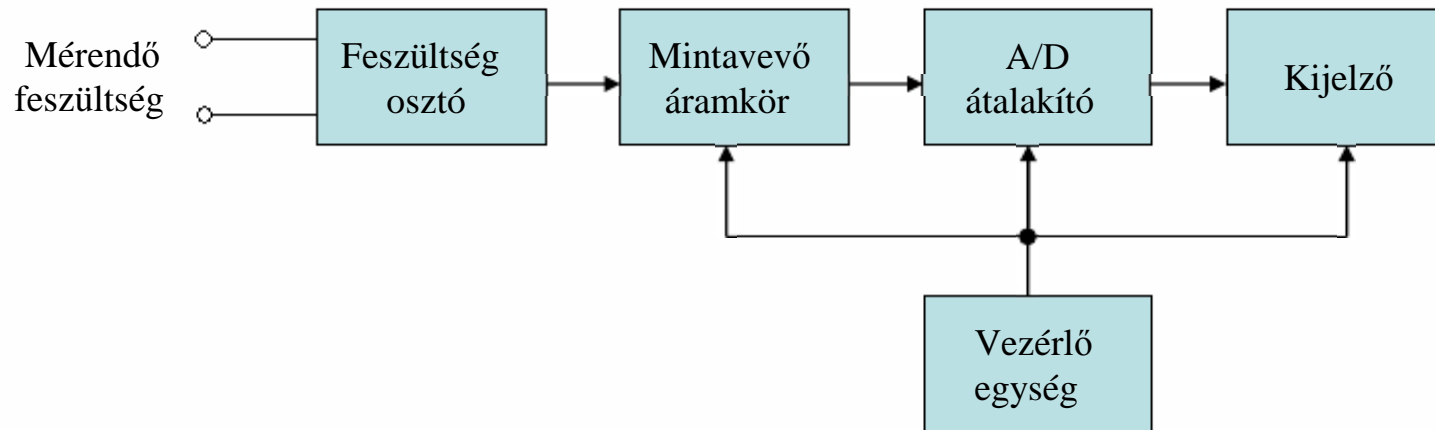 Mérendő
feszültség
Feszültség
osztó
Mintavevő
áramkör
A/D
átalakító
Kijelző
Vezérlő
egység